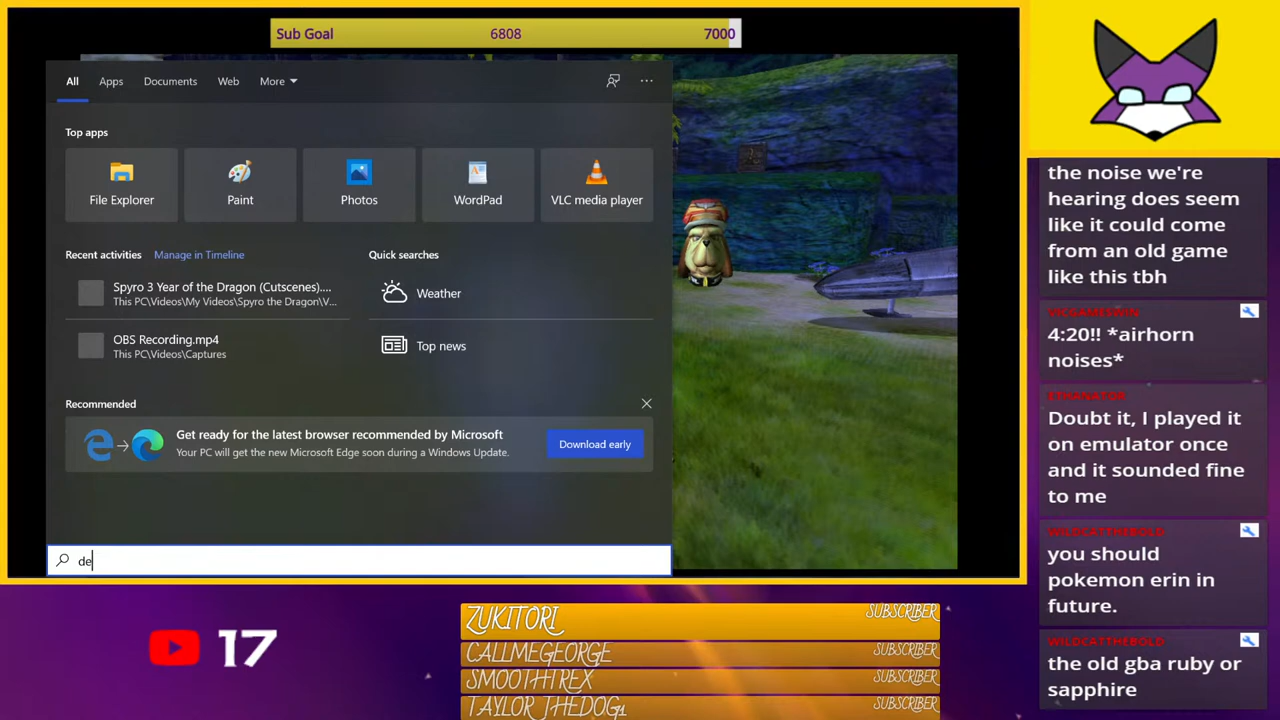 Sub Goal 6808 7000
All Apps Documents Web More
Top apps
File Explorer Paint Photos WordPad VLC media player
Recent activities Manage in Timeline Quick searches
Spyro 3 Year of the Dragon (Cutscenes)....
This PC\Videos\My Videos\Spyro the Dragon\V...
Weather
OBS Recording.mp4
This PC\Videos\Captures
Top news
Recommended
Get ready for the latest browser recommended by Microsoft
Your PC will get the new Microsoft Edge soon during a Windows Update.
Download early
de
the noise we're
hearing does seem
like it could come
from an old game
like this tbh
VICGAMESWIN
4:20!! *airhorn
noises*
ETHANATOR
Doubt it, I played it
on emulator once
and it sounded fine
to me
WILDCATTHEBOLD
you should
pokemon erin in
future.
WILDCATTHEBOLD
the old gba ruby or
sapphire
17
ZUKITORI SUBSCRIBER
CALLMEGEORGE SUBSCRIBER
SMOOTHTREX SUBSCRIBER
TAYLOR THEDOG1 SUBSCRIBER